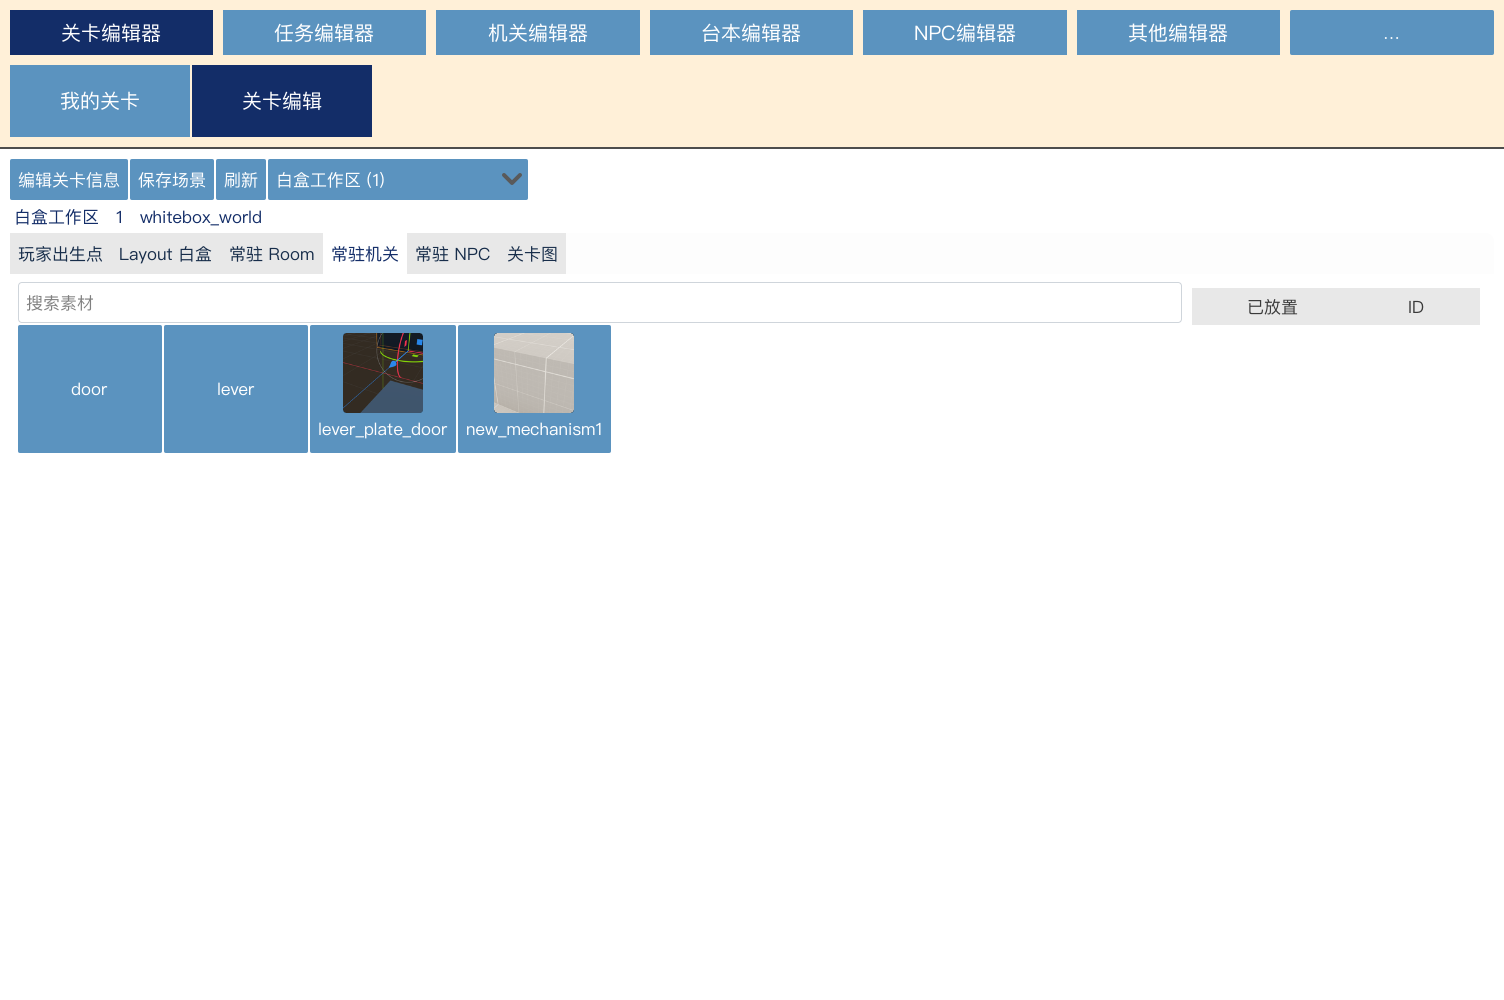 关卡编辑器 任务编辑器 机关编辑器 台本编辑器 NPC编辑器 其他编辑器 ...
我的关卡 关卡编辑
编辑关卡信息 保存场景 刷新 白盒工作区 (1)
白盒工作区 1 whitebox_world
玩家出生点 Layout 白盒 常驻 Room 常驻机关 常驻 NPC 关卡图
搜索素材 已放置 ID
door lever lever_plate_door new_mechanism1